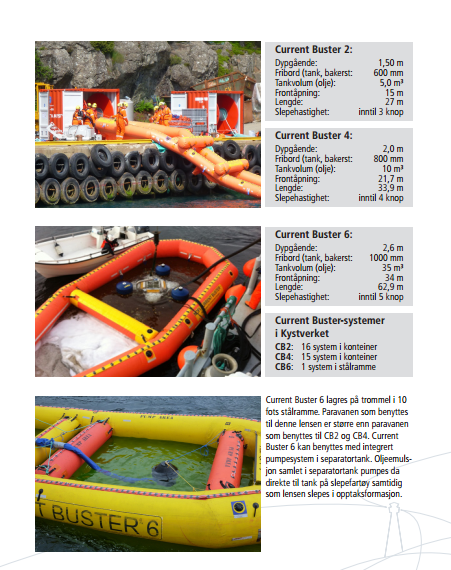 Current Buster 2:
Dypgående: 1,50 m
Fribord (tank, bakerst: 600 mm
Tankvolum (olje): 5,0 m³
Frontåpning: 15 m
Lengde: 27 m
Slepehastighet: inntil 3 knop
Current Buster 4:
Dypgående: 2,0 m
Fribord (tank, bakerst: 800 mm
Tankvolum (olje): 10 m³
Frontåpning: 21,7 m
Lengde: 33,9 m
Slepehastighet: inntil 4 knop
Current Buster 6:
Dypgående: 2,6 m
Fribord (tank, bakerst: 1000 mm
Tankvolum (olje): 35 m³
Frontåpning: 34 m
Lengde: 62,9 m
Slepehastighet: inntil 5 knop
Current Buster-systemer
i Kystverket
CB2: 16 system i konteiner
CB4: 15 system i konteiner
CB6: 1 system i stålramme
PUMP AREA
T BUSTER 6
Current Buster 6 lagres på trommel i 10
fots stålramme. Paravanen som benyttes
til denne lensen er større enn paravanen
som benyttes til CB2 og CB4. Current
Buster 6 kan benyttes med integrert
pumpesystem i separatortank. Oljeemuls-
jon samlet i separatortank pumpes da
direkte til tank på slepefartøy samtidig
som lensen slepes i opptaksformasjon.